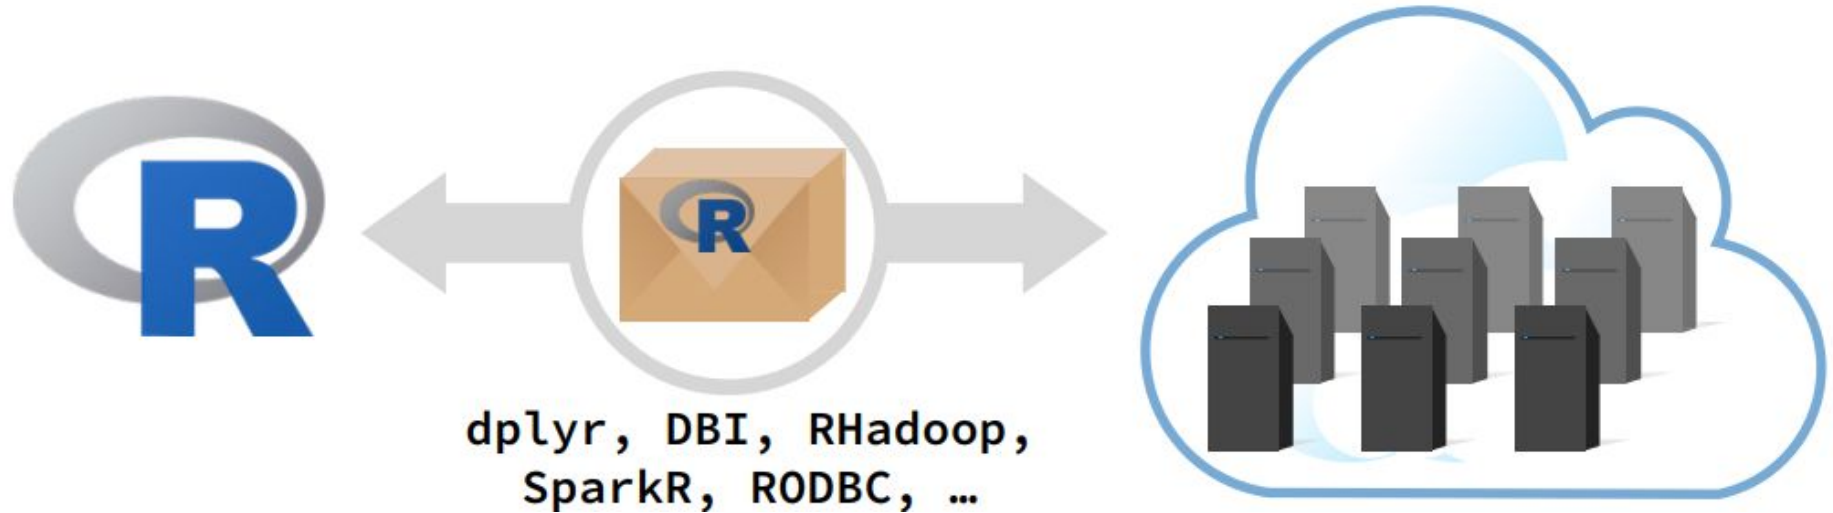 R
R
dplyr, DBI, RHadoop,
SparkR, RODBC, …